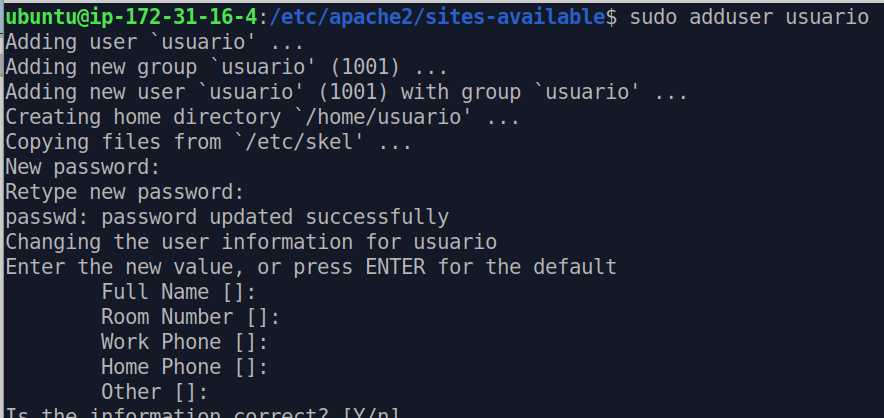 ubuntu@ip-172-31-16-4:/etc/apache2/sites-available$ sudo adduser usuario
Adding user `usuario' ...
Adding new group `usuario' (1001) ...
Adding new user `usuario' (1001) with group `usuario' ...
Creating home directory `/home/usuario' ...
Copying files from `/etc/skel' ...
New password:
Retype new password:
passwd: password updated successfully
Changing the user information for usuario
Enter the new value, or press ENTER for the default
Full Name []:
Room Number []:
Work Phone []:
Home Phone []:
Other []:
Is the information correct? [Y/n]